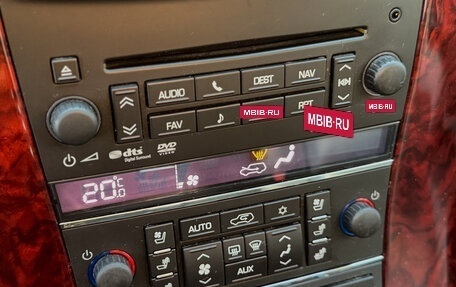 AUDIO DEST NAV
FAV MBIB-RU RPT MBIB-RU MBIB-RU
dts DVD
Digital Surround VIDEO
20.0 °C
AUTO
AUX